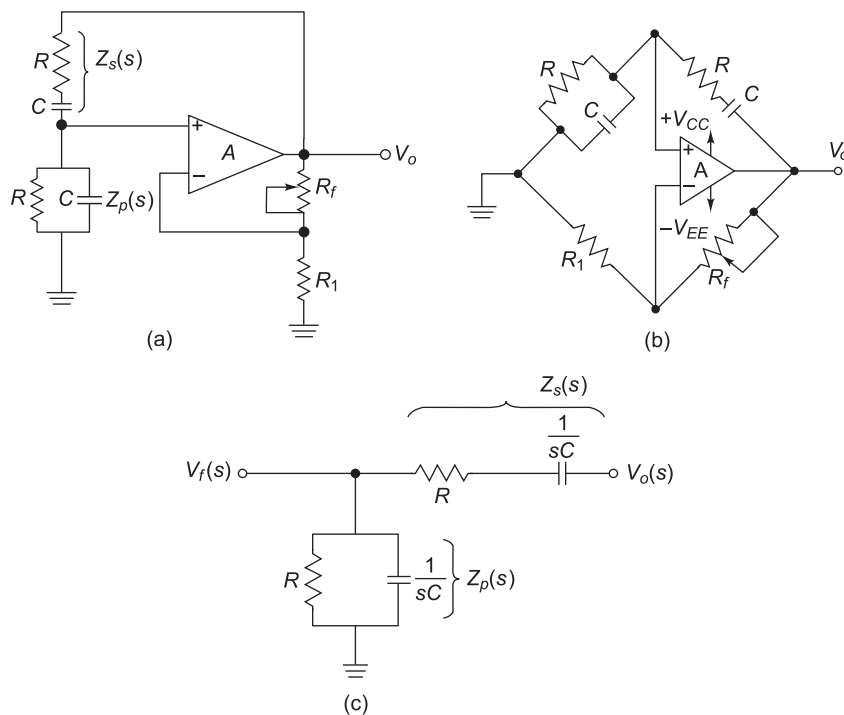 R
Z_s(s)
C
+
A
−
V_o
R
C
Z_p(s)
R_f
R_1
(a)
R
C
R
C
+V_CC
+
A
−
V_o
−V_EE
R_1
R_f
(b)
Z_s(s)
1
sC
V_f(s)
R
V_o(s)
R
1
sC
Z_p(s)
(c)